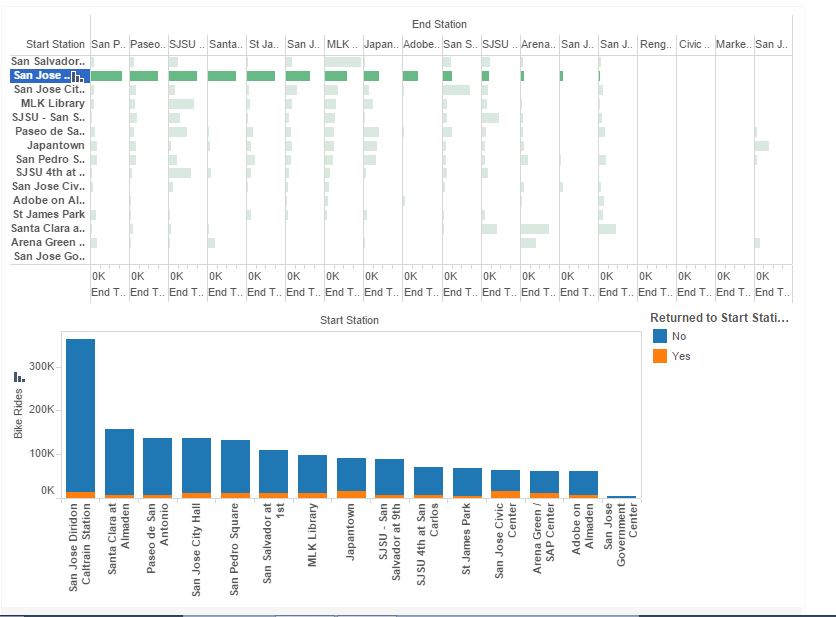 End Station
Start Station San P.. Paseo.. SJSU .. Santa.. St Ja.. San J.. MLK .. Japan.. Adobe.. San S.. SJSU .. Arena.. San J.. San J.. Reng.. Civic .. Marke.. San J..
San Salvador..
San Jose ..
San Jose Cit..
MLK Library
SJSU - San S..
Paseo de Sa..
Japantown
San Pedro S..
SJSU 4th at ..
San Jose Civ..
Adobe on Al..
St James Park
Santa Clara a..
Arena Green ..
San Jose Go..
0K 0K 0K 0K 0K 0K 0K 0K 0K 0K 0K 0K 0K 0K 0K 0K 0K 0K
End T.. End T.. End T.. End T.. End T.. End T.. End T.. End T.. End T.. End T.. End T.. End T.. End T.. End T.. End T.. End T.. End T.. End T..
Start Station
Returned to Start Stati...
No
Yes
Bike Rides
300K
200K
100K
0K
San Jose Diridon
Caltrain Station
Santa Clara at
Almaden
Paseo de San
Antonio
San Jose City Hall
San Pedro Square
San Salvador at
1st
MLK Library
Japantown
SJSU - San
Salvador at 9th
SJSU 4th at San
Carlos
St James Park
San Jose Civic
Center
Arena Green /
SAP Center
Adobe on
Almaden
San Jose
Government
Center